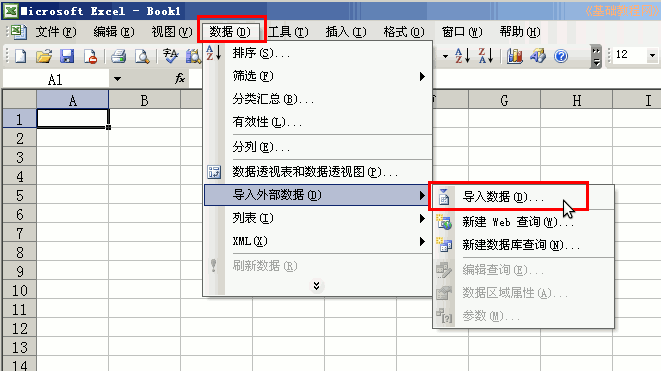 Microsoft Excel - Book1
文件(F) 编辑(E) 视图(V) 数据(D) 工具(T) 插入(I) 格式(O) 窗口(W) 帮助(H)
12
A1 fx
A B G H I
1
2
3
4
5
6
7
8
9
10
11
12
13
14
排序(S)...
筛选(F)
分类汇总(B)...
有效性(L)...
分列(E)...
数据透视表和数据透视图(P)...
导入外部数据(D)
列表(I)
XML(X)
刷新数据(R)
导入数据(D)...
新建 Web 查询(W)...
新建数据库查询(N)...
编辑查询(E)...
数据区域属性(A)...
参数(M)...